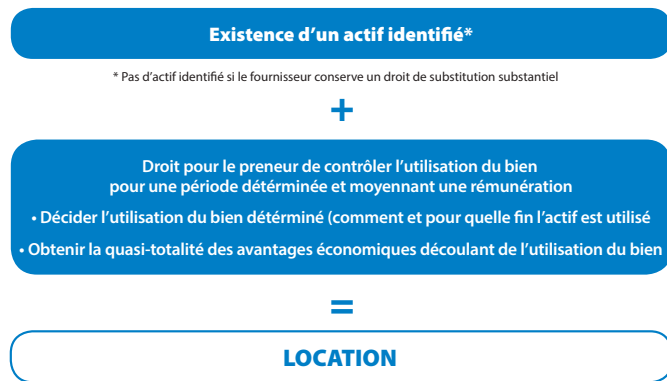 Existence d'un actif identifié*
* Pas d'actif identifié si le fournisseur conserve un droit de substitution substantiel
+
Droit pour le preneur de contrôler l'utilisation du bien
pour une période détérminée et moyennant une rémunération
• Décider l'utilisation du bien détérminé (comment et pour quelle fin l'actif est utilisé
• Obtenir la quasi-totalité des avantages économiques découlant de l'utilisation du bien
=
LOCATION